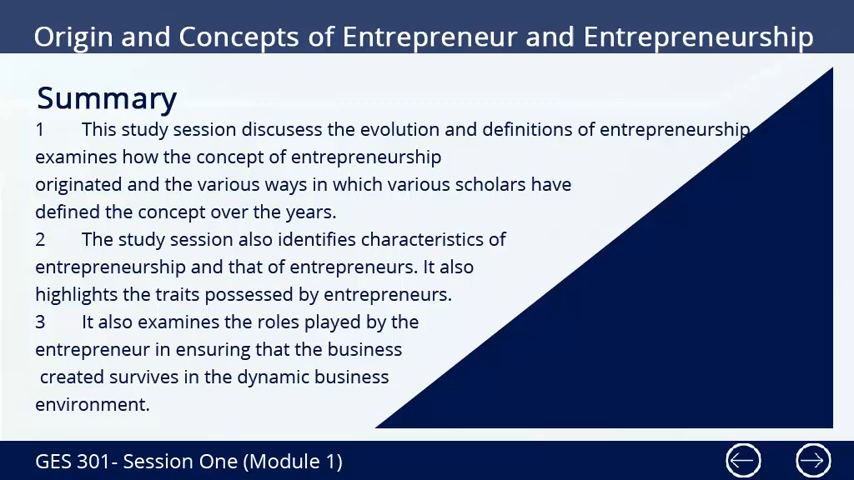 Origin and Concepts of Entrepreneur and Entrepreneurship
Summary
1 This study session discusess the evolution and definitions of entrepreneurship
examines how the concept of entrepreneurship
originated and the various ways in which various scholars have
defined the concept over the years.
2 The study session also identifies characteristics of
entrepreneurship and that of entrepreneurs. It also
highlights the traits possessed by entrepreneurs.
3 It also examines the roles played by the
entrepreneur in ensuring that the business
created survives in the dynamic business
environment.
GES 301- Session One (Module 1)